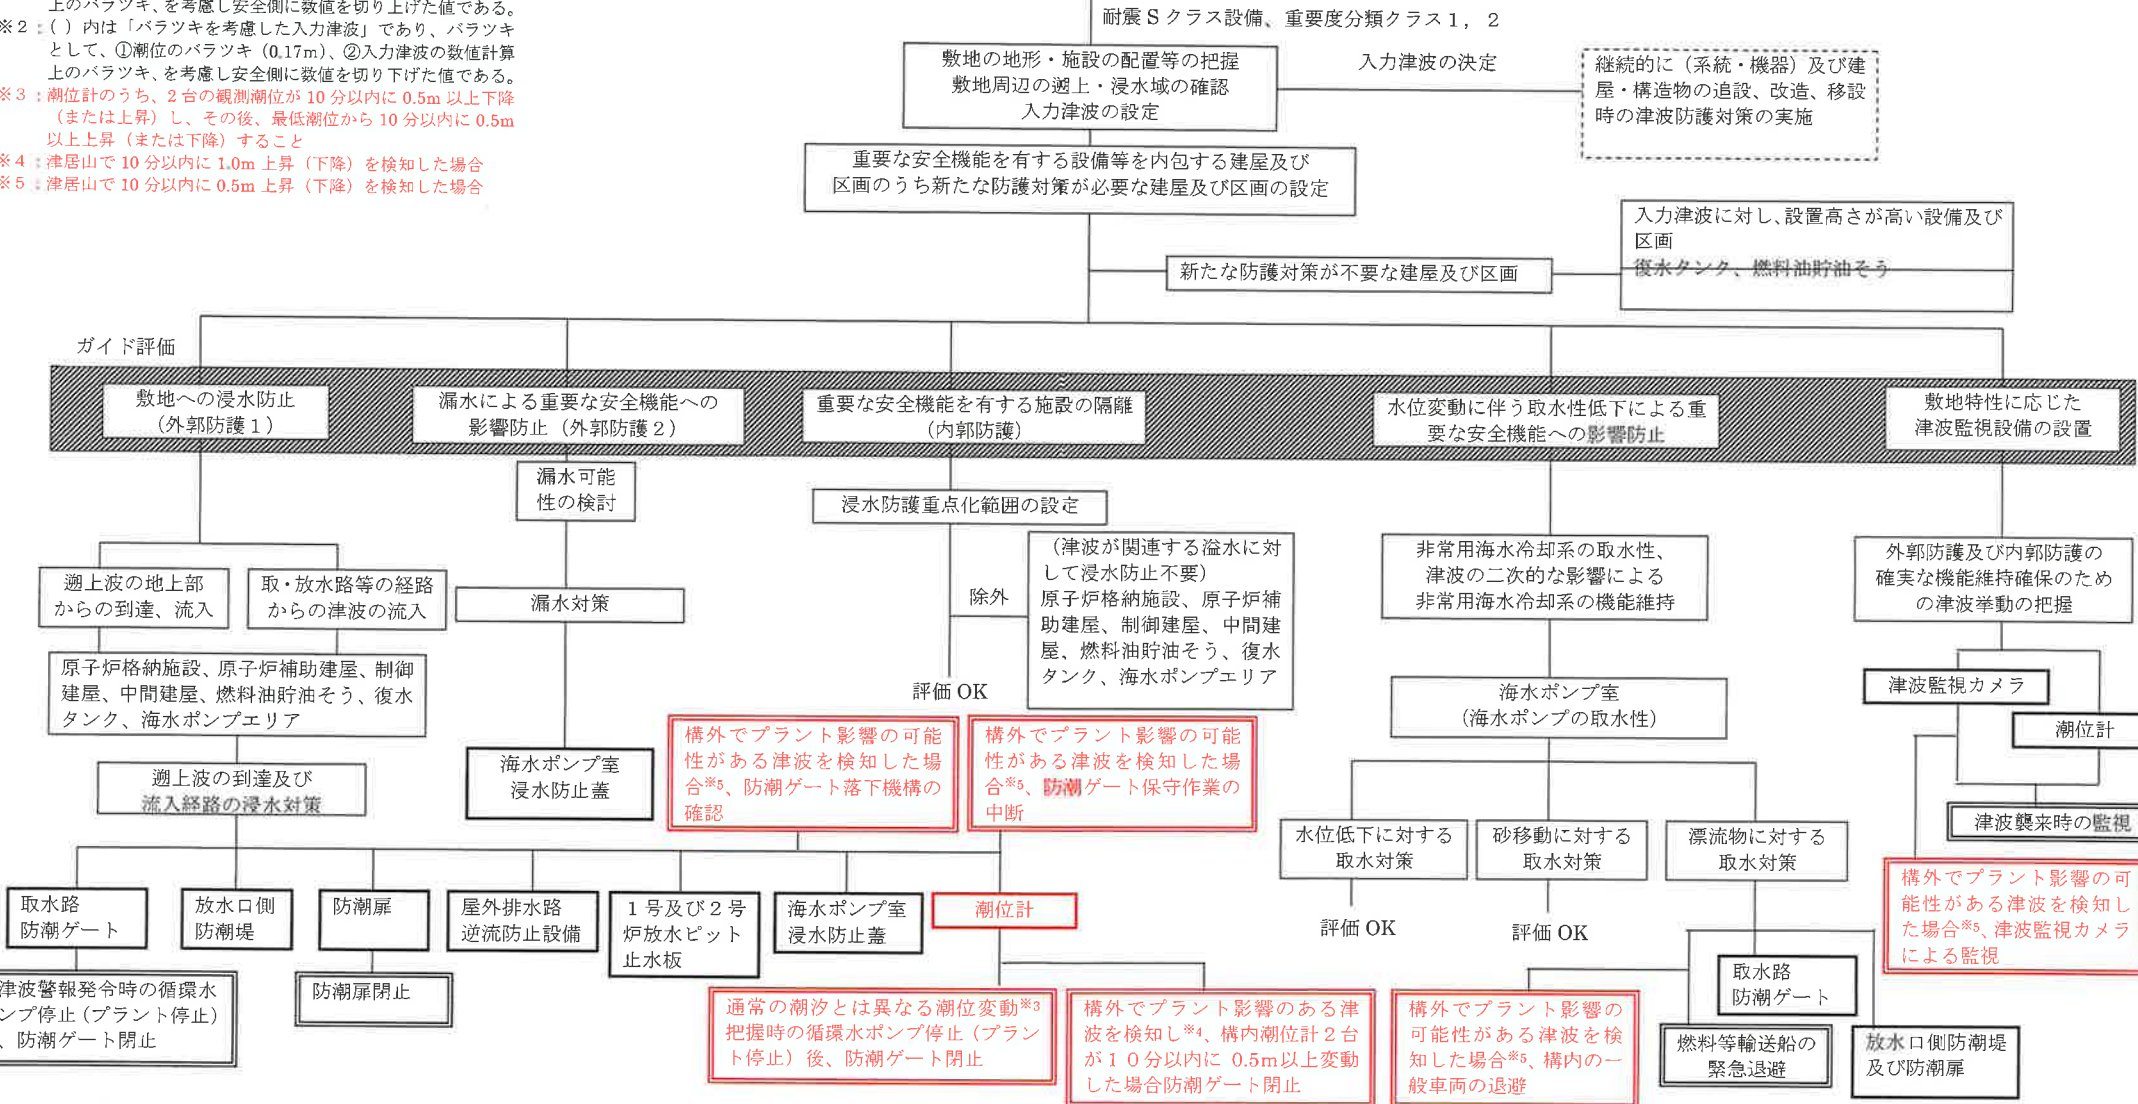 上のバラツキ、を考慮し安全側に数値を切り上げた値である。
※2：( ) 内は「バラツキを考慮した入力津波」であり、バラツキ
として、①潮位のバラツキ (0.17m)、②入力津波の数値計算
上のバラツキ、を考慮し安全側に数値を切り下げた値である。
※3：潮位計のうち、2台の観測潮位が 10 分以内に 0.5m 以上下降
（または上昇）し、その後、最低潮位から 10 分以内に 0.5m
以上上昇（または下降）すること
※4：津居山で 10 分以内に 1.0m 上昇（下降）を検知した場合
※5：津居山で 10 分以内に 0.5m 上昇（下降）を検知した場合
耐震Sクラス設備、重要度分類クラス1，2
敷地の地形・施設の配置等の把握
敷地周辺の遡上・浸水域の確認
入力津波の設定
入力津波の決定
継続的に（系統・機器）及び建
屋・構造物の追設、改造、移設
時の津波防護対策の実施
重要な安全機能を有する設備等を内包する建屋及び
区画のうち新たな防護対策が必要な建屋及び区画の設定
新たな防護対策が不要な建屋及び区画
入力津波に対し、設置高さが高い設備及び
区画
復水タンク、燃料油貯油そう
ガイド評価
敷地への浸水防止
（外郭防護1）
漏水による重要な安全機能への
影響防止（外郭防護2）
重要な安全機能を有する施設の隔離
（内郭防護）
水位変動に伴う取水性低下による重
要な安全機能への影響防止
敷地特性に応じた
津波監視設備の設置
遡上波の地上部
からの到達、流入
取・放水路等の経路
からの津波の流入
原子炉格納施設、原子炉補助建屋、制御
建屋、中間建屋、燃料油貯油そう、復水
タンク、海水ポンプエリア
遡上波の到達及び
流入経路の浸水対策
漏水可能
性の検討
漏水対策
海水ポンプ室
浸水防止蓋
浸水防護重点化範囲の設定
除外
（津波が関連する溢水に対
して浸水防止不要）
原子炉格納施設、原子炉補
助建屋、制御建屋、中間建
屋、燃料油貯油そう、復水
タンク、海水ポンプエリア
評価 OK
構外でプラント影響の可能
性がある津波を検知した場
合※5、防潮ゲート落下機構の
確認
構外でプラント影響の可能
性がある津波を検知した場
合※5、防潮ゲート保守作業の
中断
非常用海水冷却系の取水性、
津波の二次的な影響による
非常用海水冷却系の機能維持
海水ポンプ室
（海水ポンプの取水性）
水位低下に対する
取水対策
砂移動に対する
取水対策
漂流物に対する
取水対策
評価 OK
評価 OK
外郭防護及び内郭防護の
確実な機能維持確保のため
の津波挙動の把握
津波監視カメラ
潮位計
津波襲来時の監視
構外でプラント影響の可
能性がある津波を検知し
た場合※5、津波監視カメラ
による監視
取水路
防潮ゲート
放水口側
防潮堤
防潮扉
屋外排水路
逆流防止設備
1号及び2号
炉放水ピット
止水板
海水ポンプ室
浸水防止蓋
潮位計
津波警報発令時の循環水
ンプ停止（プラント停止）
、防潮ゲート閉止
防潮扉閉止
通常の潮汐とは異なる潮位変動※3
把握時の循環水ポンプ停止（プラン
ト停止）後、防潮ゲート閉止
構外でプラント影響のある津
波を検知し※4、構内潮位計2台
が10分以内に 0.5m以上変動
した場合防潮ゲート閉止
構外でプラント影響の
可能性がある津波を検
知した場合※5、構内の一
般車両の退避
取水路
防潮ゲート
燃料等輸送船の
緊急退避
放水口側防潮堤
及び防潮扉